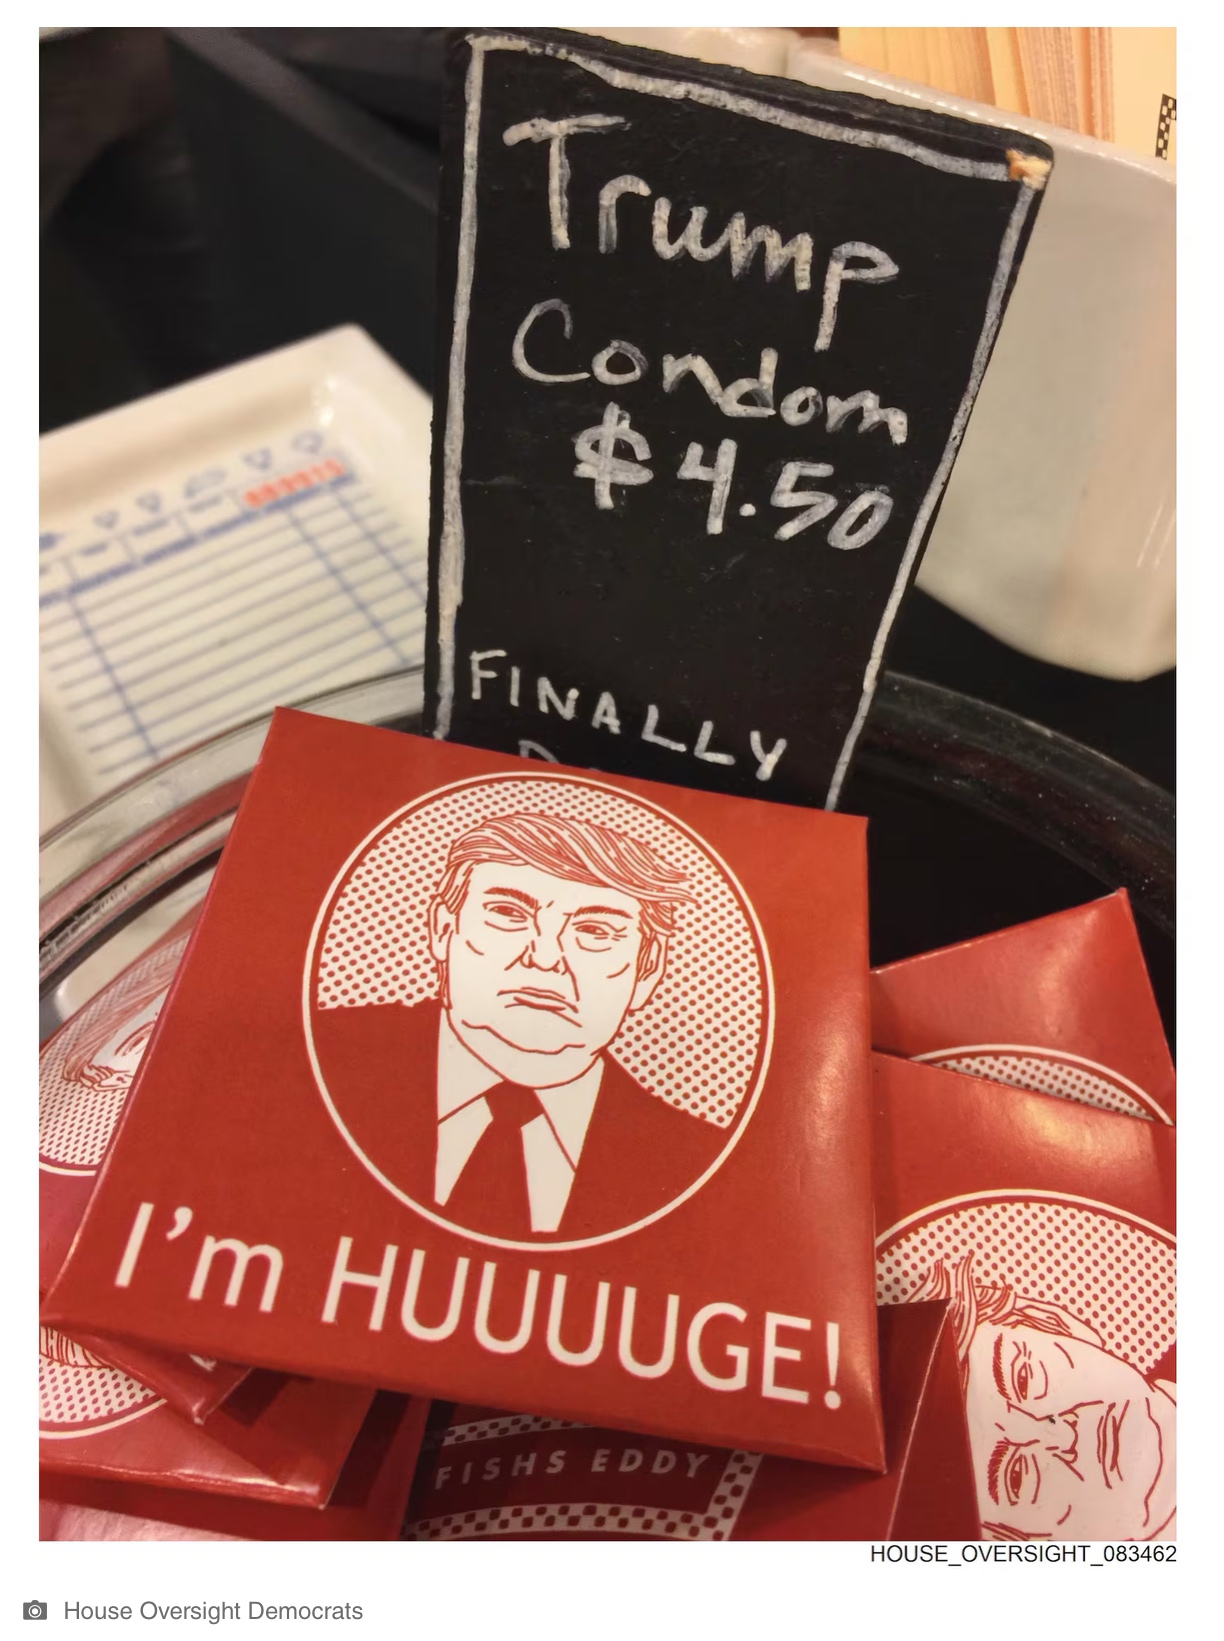 Trump
Condom
$4.50
FINALLY
I'm HUUUUGE!
FISHS EDDY
HOUSE_OVERSIGHT_083462
House Oversight Democrats